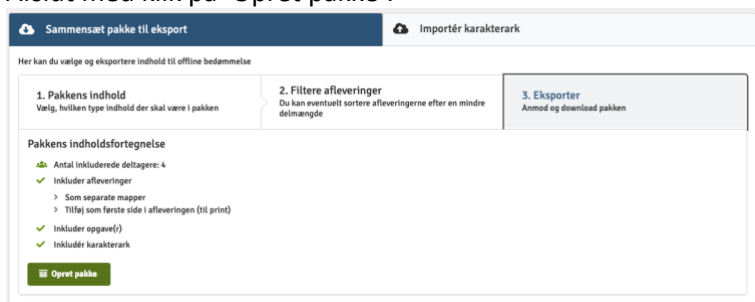 Sammensæt pakke til eksport
Importér karakterark
Her kan du vælge og eksportere indhold til offline bedømmelse
1. Pakkens indhold
Vælg, hvilken type indhold der skal være i pakken
2. Filtere afleveringer
Du kan eventuelt sortere afleveringerne efter en mindre
delmængde
3. Eksporter
Anmod og download pakken
Pakkens indholdsfortegnelse
Antal inkluderede deltagere: 4
Inkluder afleveringer
> Som separate mapper
> Tilføj som første side i afleveringen (til print)
Inkluder opgave(r)
Inkludér karakterark
Opret pakke